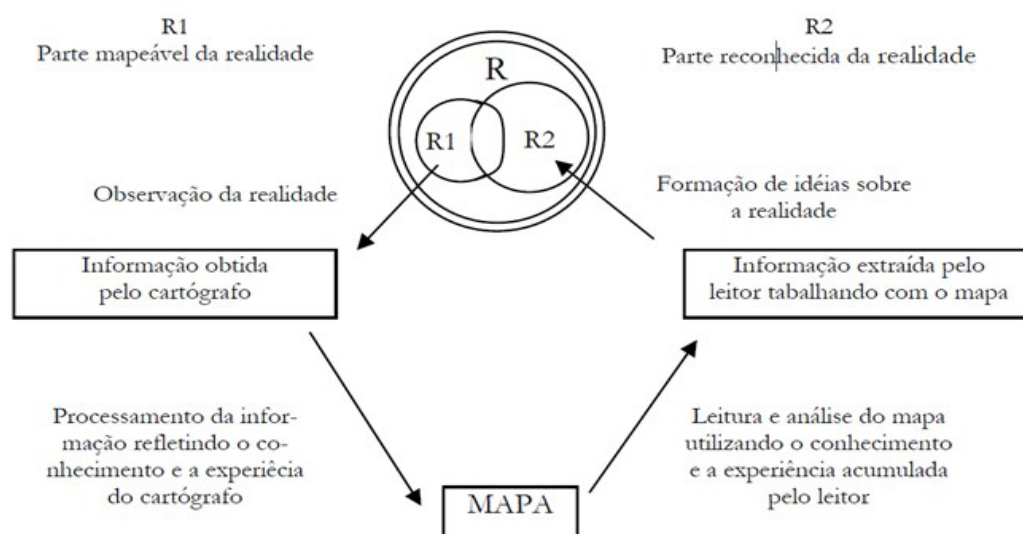 R1
Parte mapeável da realidade
R2
Parte reconhecida da realidade
R
R1
R2
Observação da realidade
Formação de idéias sobre
a realidade
Informação obtida
pelo cartógrafo
Informação extraída pelo
leitor tabalhando com o mapa
Processamento da infor-
mação refletindo o co-
nhecimento e a experiêcia
do cartógrafo
Leitura e análise do mapa
utilizando o conhecimento
e a experiência acumulada
pelo leitor
MAPA